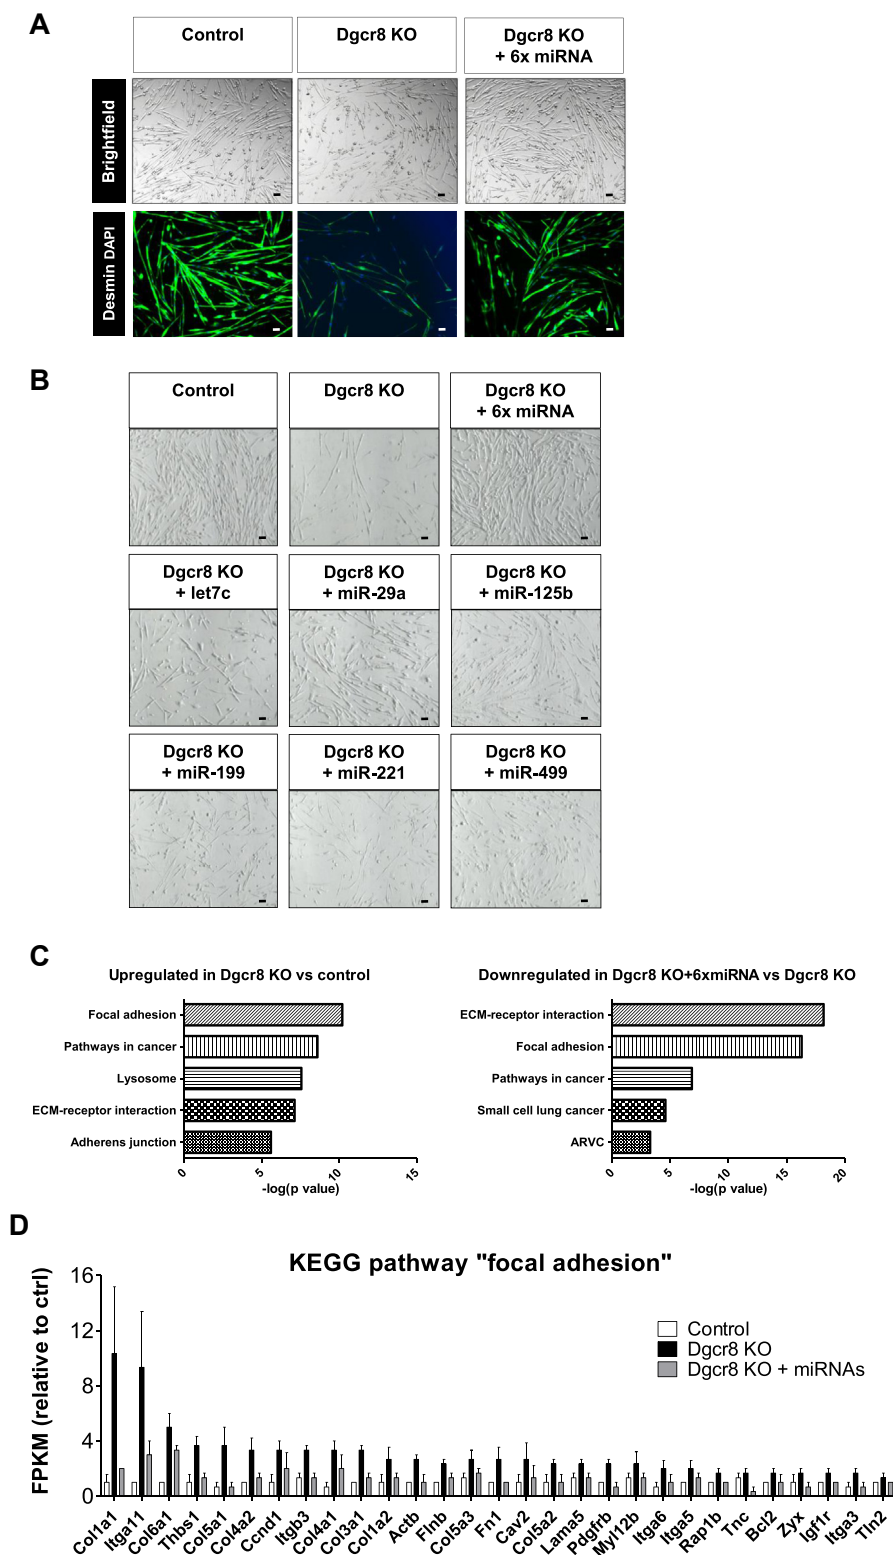 A
Control
Dgcr8 KO
Dgcr8 KO
+ 6x miRNA
Brightfield
Desmin DAPI
B
Control
Dgcr8 KO
Dgcr8 KO
+ 6x miRNA
Dgcr8 KO
+ let7c
Dgcr8 KO
+ miR-29a
Dgcr8 KO
+ miR-125b
Dgcr8 KO
+ miR-199
Dgcr8 KO
+ miR-221
Dgcr8 KO
+ miR-499
C
Upregulated in Dgcr8 KO vs control
Focal adhesion
Pathways in cancer
Lysosome
ECM-receptor interaction
Adherens junction
0 5 10 15
-log(p value)
Downregulated in Dgcr8 KO+6xmiRNA vs Dgcr8 KO
ECM-receptor interaction
Focal adhesion
Pathways in cancer
Small cell lung cancer
ARVC
0 5 10 15 20
-log(p value)
D
KEGG pathway "focal adhesion"
FPKM (relative to ctrl)
16
12
8
4
0
Control
Dgcr8 KO
Dgcr8 KO + miRNAs
Col1a1 Itga11 Col6a1 Thbs1 Col5a1 Col4a2 Ccnd1 Itgb3 Col4a1 Col3a1 Col1a2 Actb Flnb Col5a3 Fn1 Cav2 Col5a2 Lama5 Pdgfrb Myl12b Itga6 Itga5 Rap1b Tnc Bcl2 Zyx Igf1r Itga3 Tln2